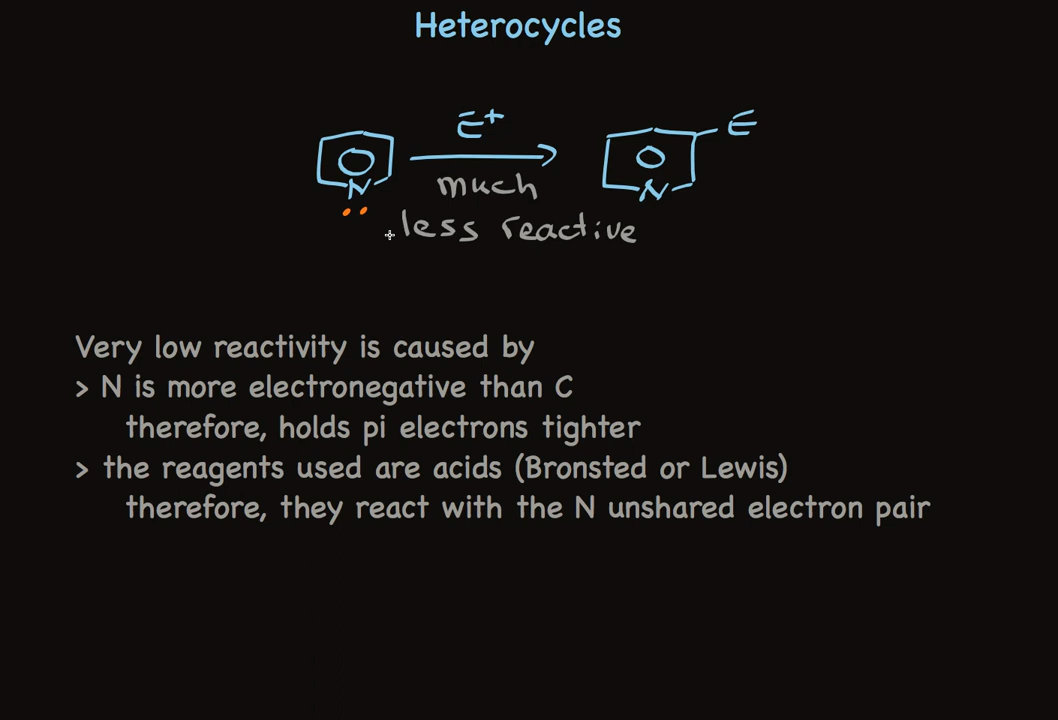 Heterocycles
E+
E
N
N
much
less reactive
Very low reactivity is caused by
> N is more electronegative than C
therefore, holds pi electrons tighter
> the reagents used are acids (Bronsted or Lewis)
therefore, they react with the N unshared electron pair